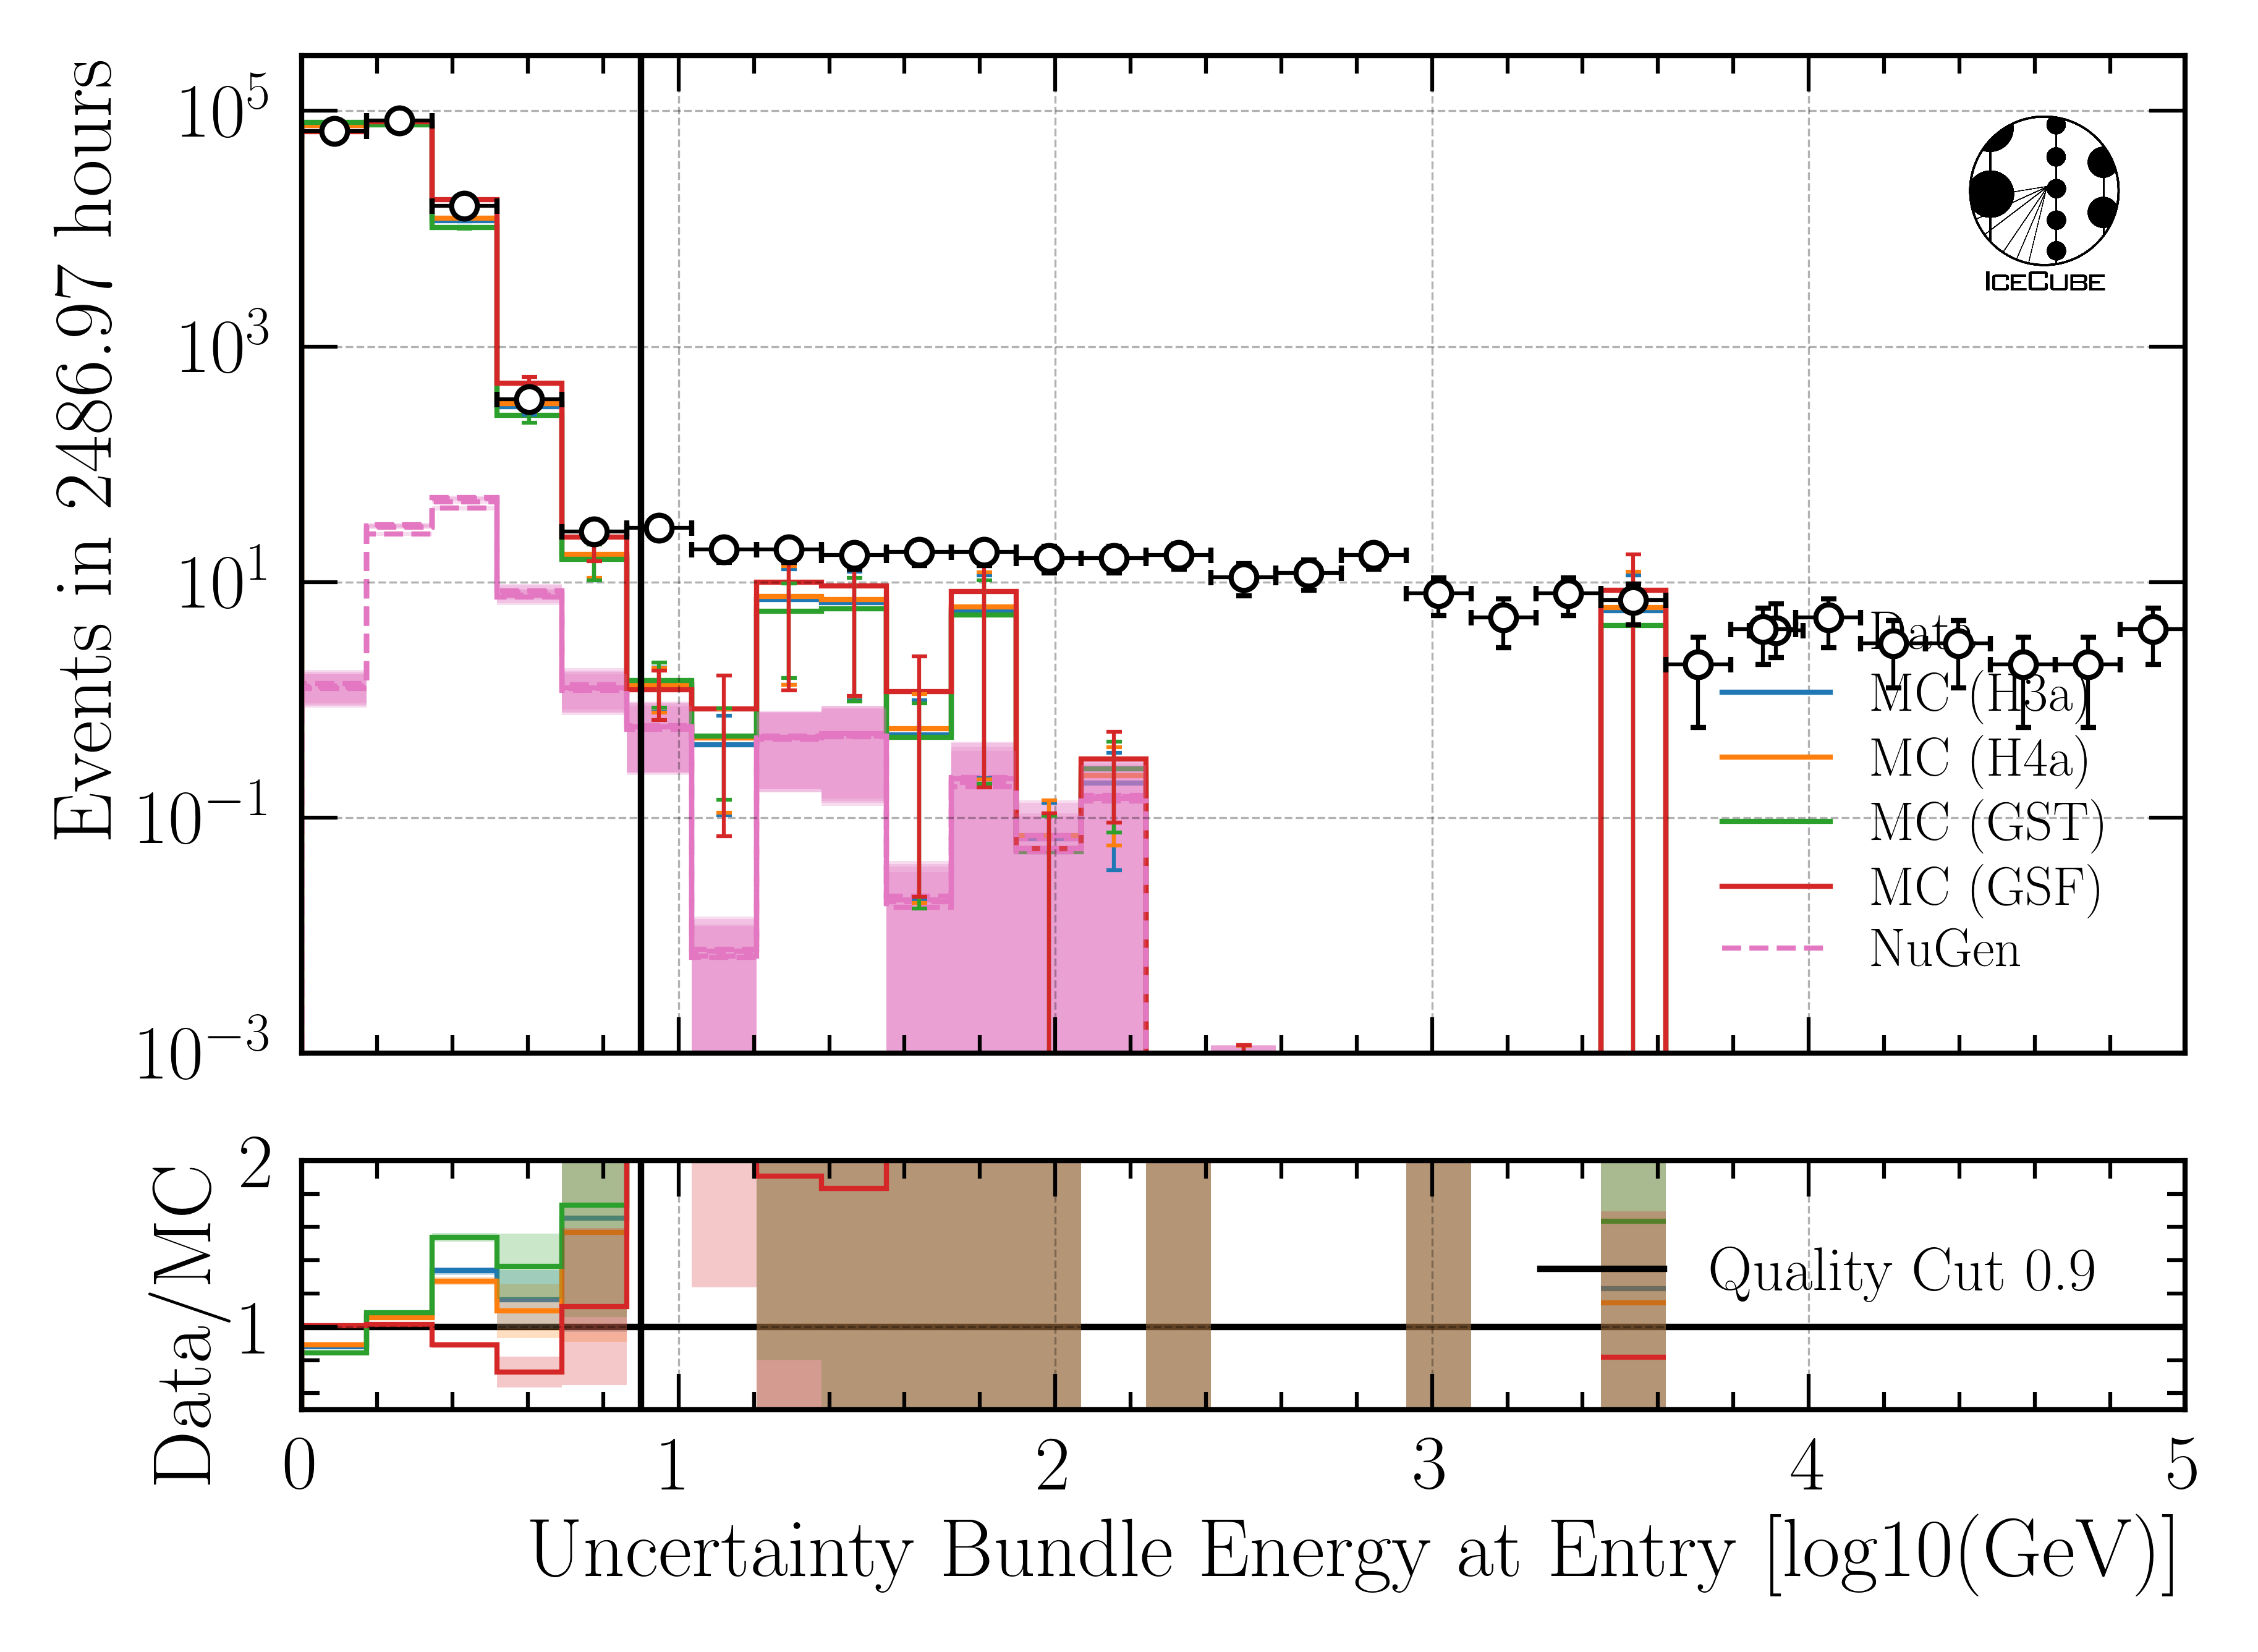 Events in 2486.97 hours
10^5
10^3
10^1
10^−1
10^−3
ICECUBE
Data
MC (H3a)
MC (H4a)
MC (GST)
MC (GSF)
NuGen
Data/MC
2
1
Quality Cut 0.9
0 1 2 3 4 5
Uncertainty Bundle Energy at Entry [log10(GeV)]